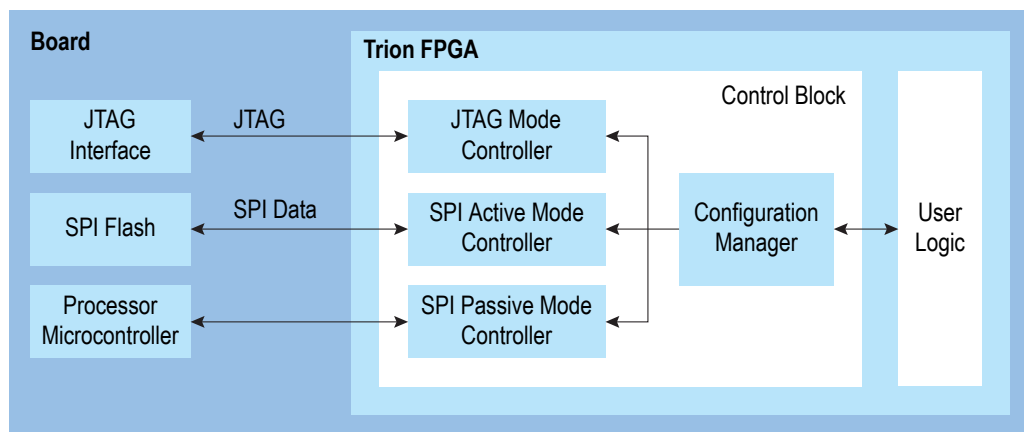 Board
Trion FPGA
Control Block
JTAG
Interface
JTAG
JTAG Mode
Controller
SPI Flash
SPI Data
SPI Active Mode
Controller
Configuration
Manager
User
Logic
Processor
Microcontroller
SPI Passive Mode
Controller